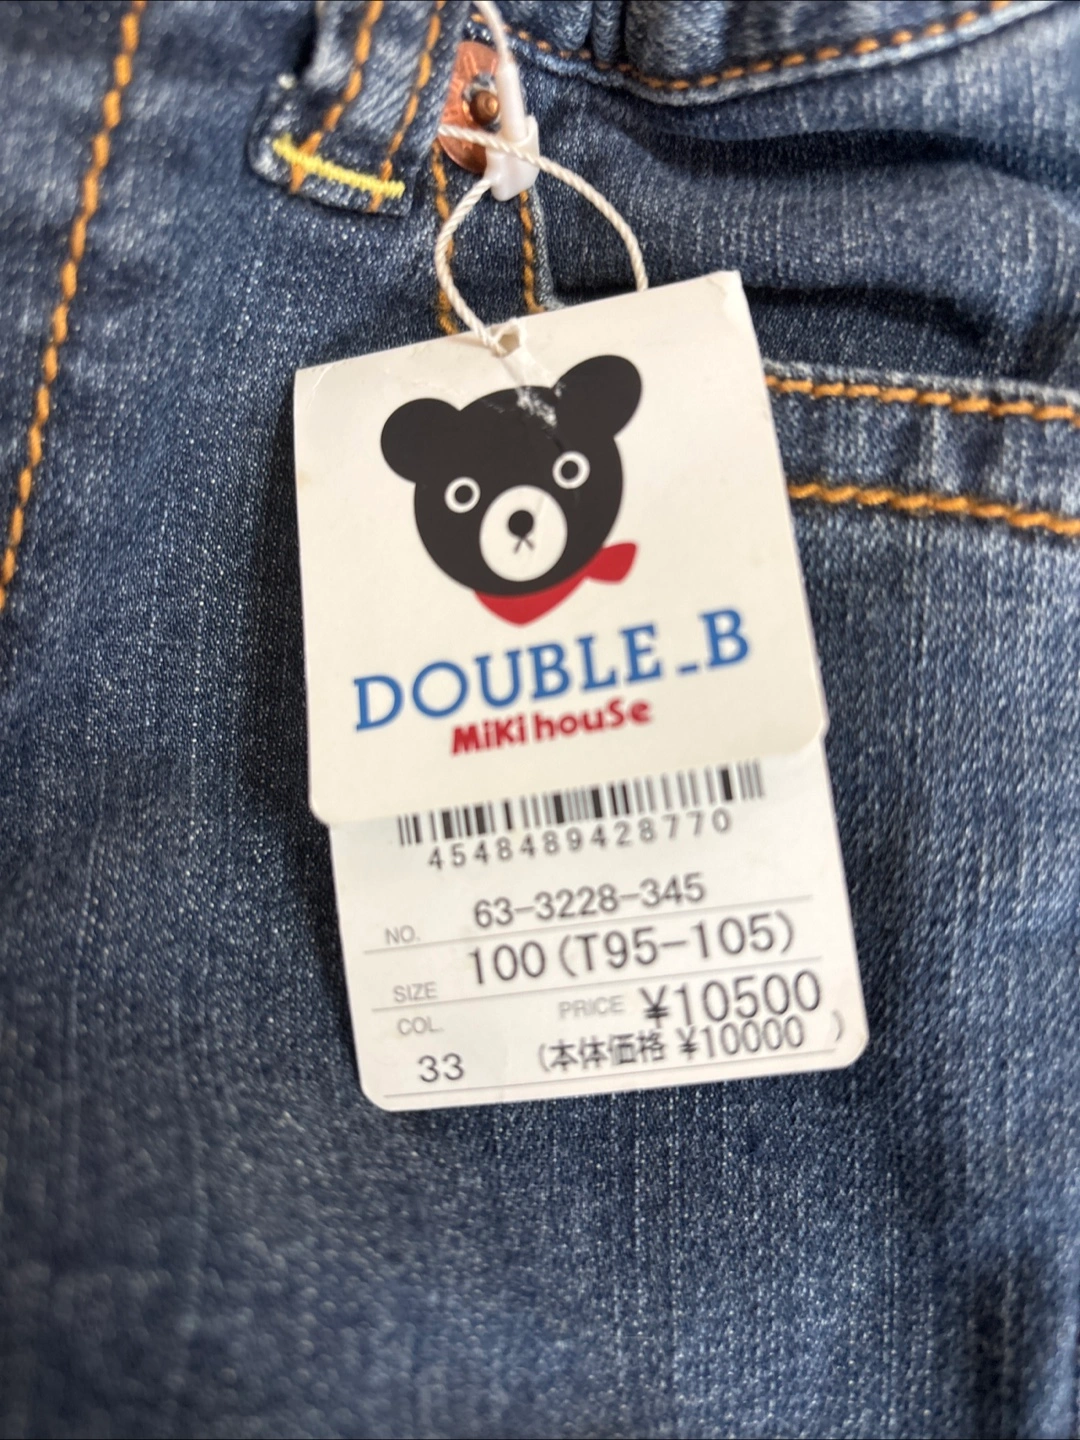 DOUBLE_B
MiKi houSe
4548489428770
NO. 63-3228-345
SIZE 100(T95-105)
COL. PRICE ¥10500
33 (本体価格 ¥10000 )